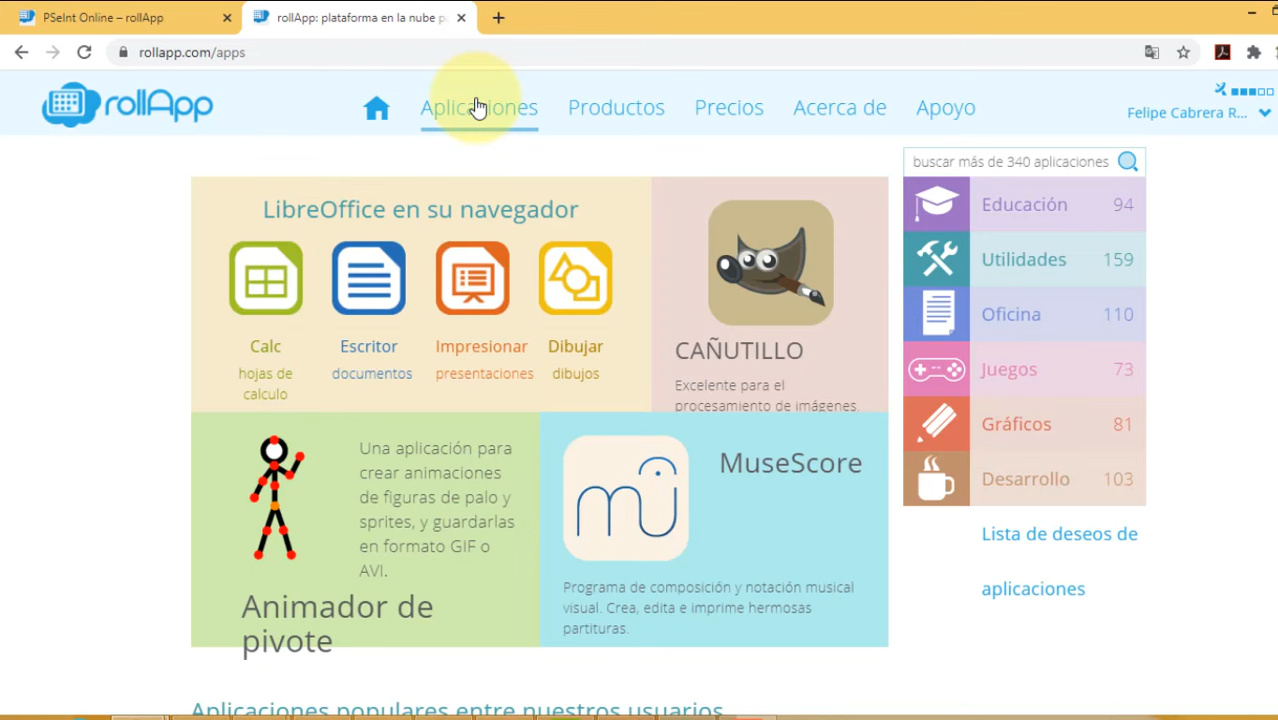 PSeInt Online – rollApp
rollApp: plataforma en la nube p
rollapp.com/apps
rollApp
Aplicaciones
Productos
Precios
Acerca de
Apoyo
Felipe Cabrera R...
buscar más de 340 aplicaciones
LibreOffice en su navegador
Calc
hojas de
calculo
Escritor
documentos
Impresionar
presentaciones
Dibujar
dibujos
CAÑUTILLO
Excelente para el
procesamiento de imágenes.
Educación 94
Utilidades 159
Oficina 110
Juegos 73
Gráficos 81
Desarrollo 103
Lista de deseos de
aplicaciones
Una aplicación para
crear animaciones
de figuras de palo y
sprites, y guardarlas
en formato GIF o
AVI.
Animador de
pivote
MuseScore
Programa de composición y notación musical
visual. Crea, edita e imprime hermosas
partituras.
Aplicaciones populares entre nuestros usuarios